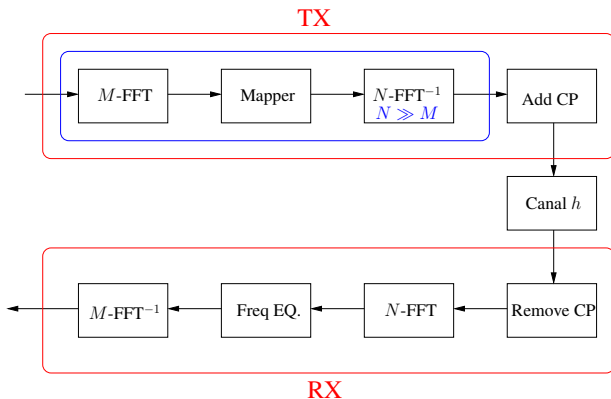 TX
M-FFT
Mapper
N-FFT⁻¹
N ≫ M
Add CP
Canal h
M-FFT⁻¹
Freq EQ.
N-FFT
Remove CP
RX